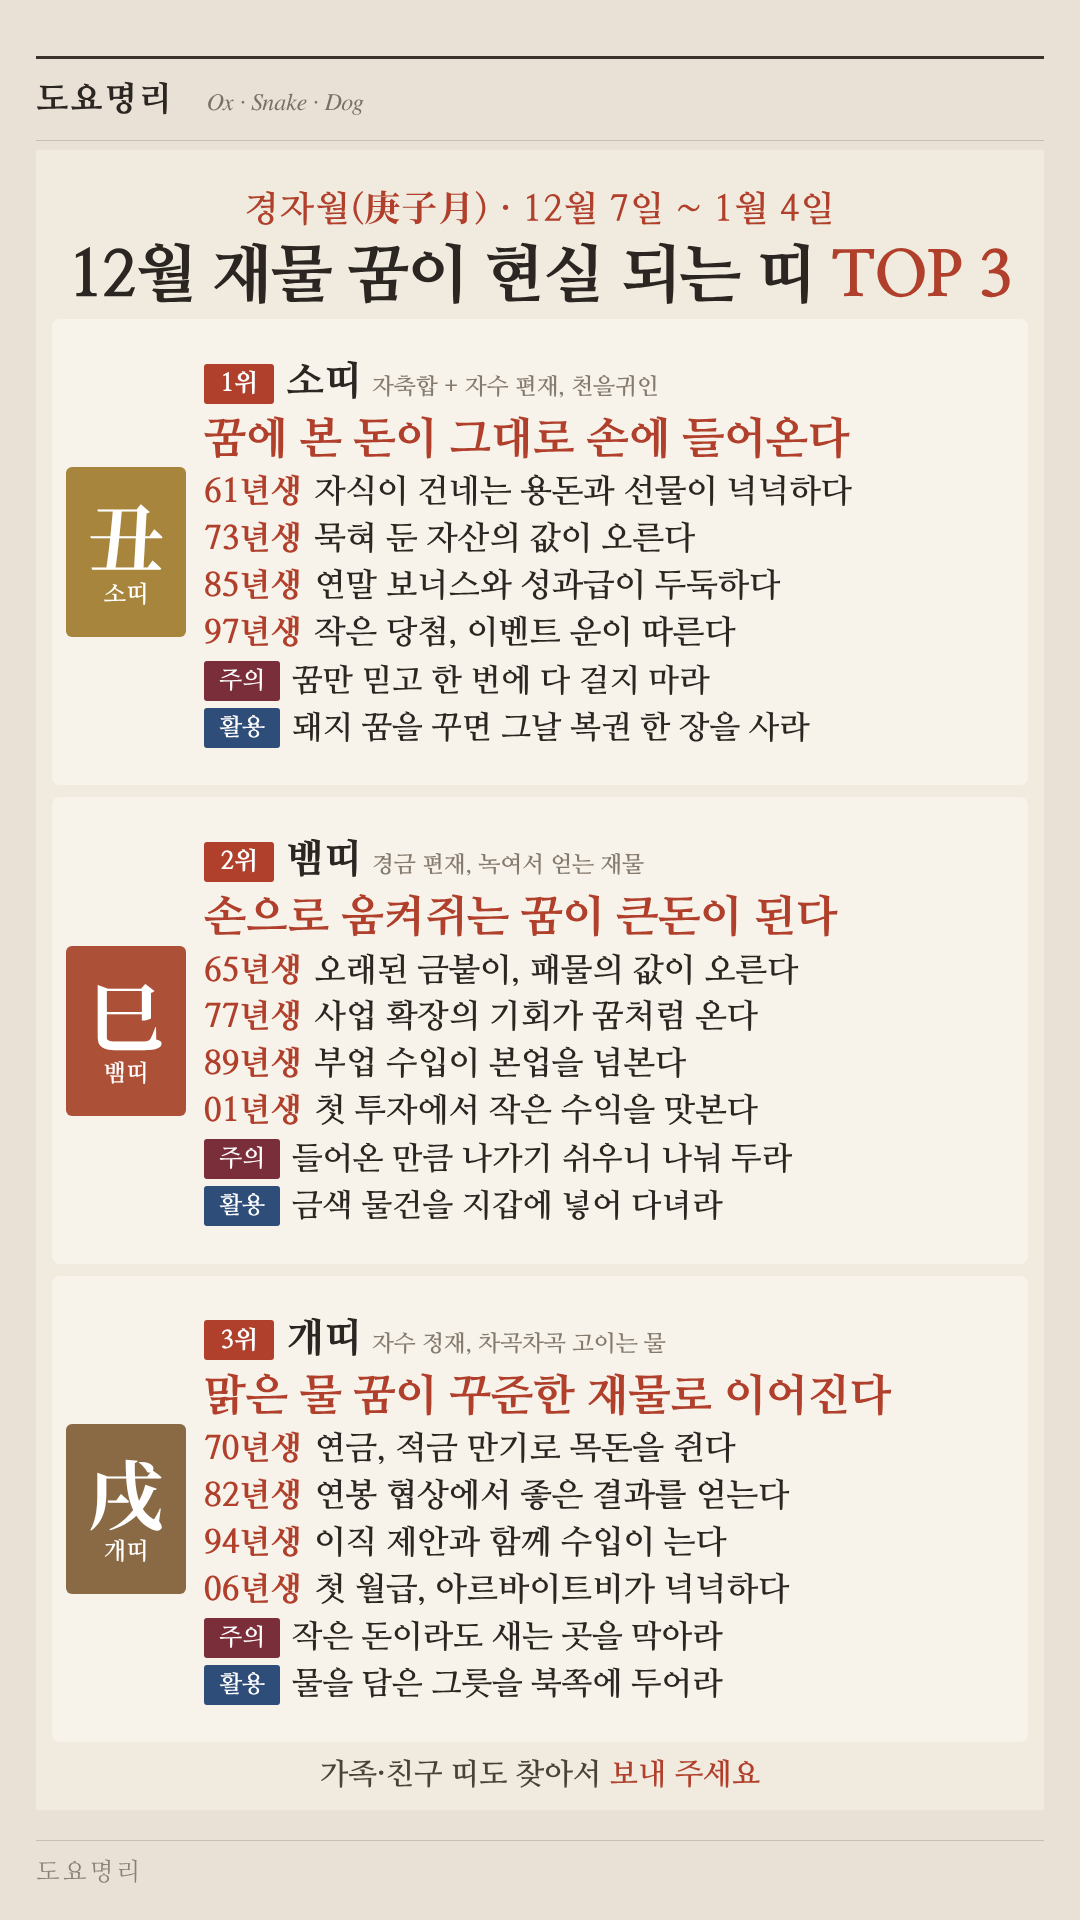 도요명리 Ox · Snake · Dog
경자월(庚子月) · 12월 7일 ~ 1월 4일
12월 재물 꿈이 현실 되는 띠 TOP 3
1위 소띠 자축합 + 자수 편재, 천을귀인
꿈에 본 돈이 그대로 손에 들어온다
丑
소띠
61년생 자식이 건네는 용돈과 선물이 넉넉하다
73년생 묵혀 둔 자산의 값이 오른다
85년생 연말 보너스와 성과급이 두둑하다
97년생 작은 당첨, 이벤트 운이 따른다
주의 꿈만 믿고 한 번에 다 걸지 마라
활용 돼지 꿈을 꾸면 그날 복권 한 장을 사라
2위 뱀띠 경금 편재, 녹여서 얻는 재물
손으로 움켜쥐는 꿈이 큰돈이 된다
巳
뱀띠
65년생 오래된 금붙이, 패물의 값이 오른다
77년생 사업 확장의 기회가 꿈처럼 온다
89년생 부업 수입이 본업을 넘본다
01년생 첫 투자에서 작은 수익을 맛본다
주의 들어온 만큼 나가기 쉬우니 나눠 두라
활용 금색 물건을 지갑에 넣어 다녀라
3위 개띠 자수 정재, 차곡차곡 고이는 물
맑은 물 꿈이 꾸준한 재물로 이어진다
戌
개띠
70년생 연금, 적금 만기로 목돈을 쥔다
82년생 연봉 협상에서 좋은 결과를 얻는다
94년생 이직 제안과 함께 수입이 는다
06년생 첫 월급, 아르바이트비가 넉넉하다
주의 작은 돈이라도 새는 곳을 막아라
활용 물을 담은 그릇을 북쪽에 두어라
가족·친구 띠도 찾아서 보내 주세요
도요명리